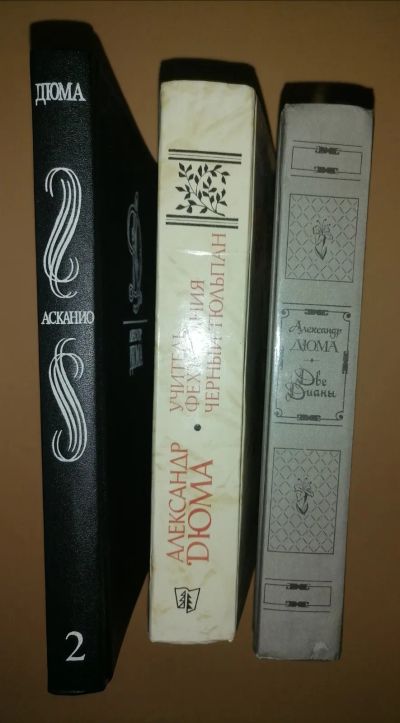 ДЮМА
АСКАНИО
2
АЛЕКСАНДР
ДЮМА
УЧИТЕЛЬ
ФЕХТОВАНИЯ
ЧЕРНЫЙ ТЮЛЬПАН
Александр
ДЮМА
Две
Дианы